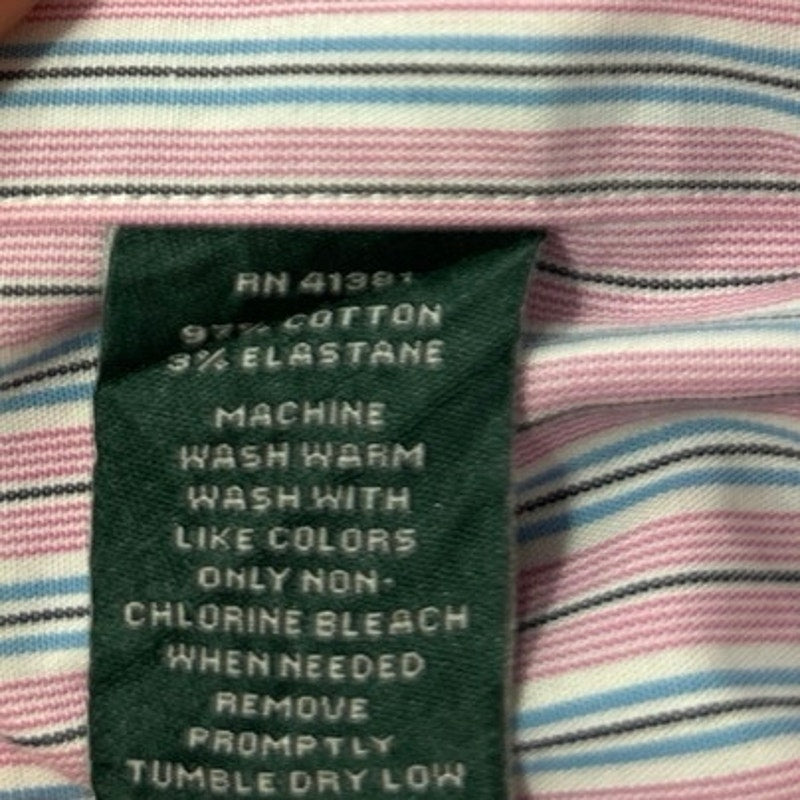 RN 41381
97% COTTON
3% ELASTANE
MACHINE
WASH WARM
WASH WITH
LIKE COLORS
ONLY NON-
CHLORINE BLEACH
WHEN NEEDED
REMOVE
PROMPTLY
TUMBLE DRY LOW